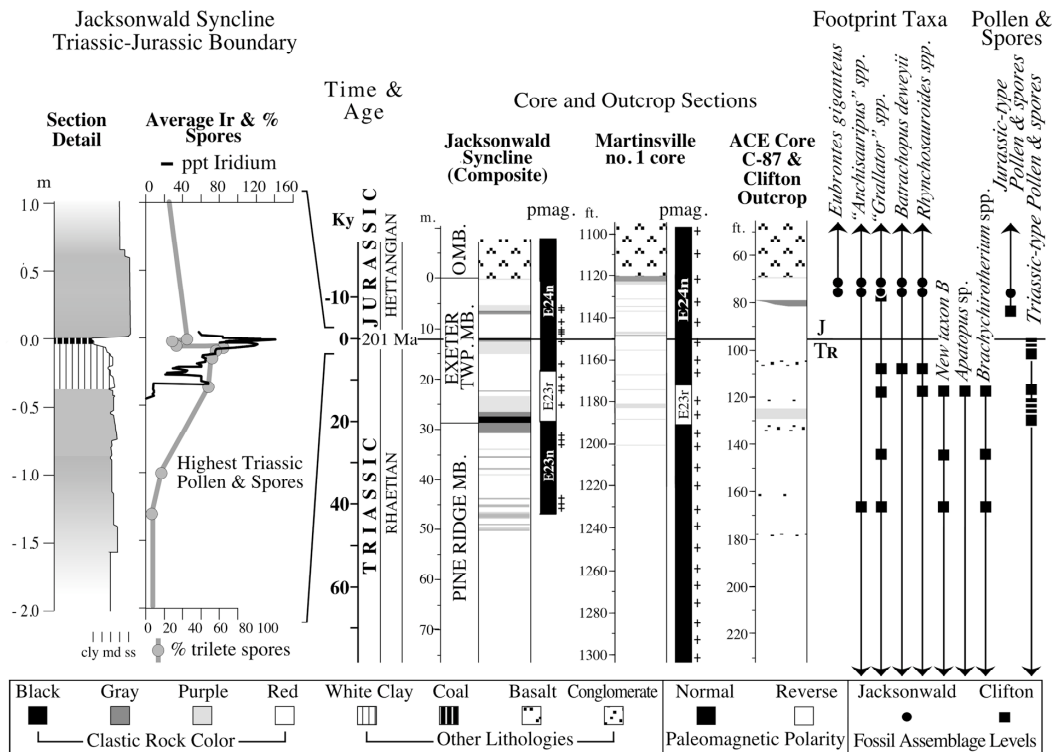 Jacksonwald Syncline
Triassic-Jurassic Boundary
Section
Detail
Average Ir & %
Spores
ppt Iridium
m
0 40 80 120 160
1.0
0.5
0
- 0.5
- 1.0
- 1.5
- 2.0
Highest Triassic
Pollen & Spores
0 20 40 60 80 100
cly md ss
% trilete spores
Time &
Age
Ky
-10
0
20
40
60
JURASSIC
HETTANGIAN
201 Ma
TRIASSIC
RHAETIAN
Core and Outcrop Sections
Jacksonwald
Syncline
(Composite)
pmag.
m.
0
10
20
30
40
50
60
70
OMB.
EXETER
TWP. MB.
PINE RIDGE MB.
E24n
E23r
E23n
Martinsville
no. 1 core
pmag.
ft.
1100
1120
1150
1180
1200
1230
1260
1280
1300
E24n
E23r
ACE Core
C-87 &
Clifton
Outcrop
ft.
60
80
100
120
140
160
180
200
220
J
TR
Footprint Taxa
Eubrontes giganteus
"Anchisauripus" spp.
"Grallator" spp.
Batrachopus deweyii
Rhynchosauroides spp.
New taxon B
Apatopus sp.
Brachychirotherium spp.
Pollen &
Spores
Jurassic-type
Pollen & spores
Triassic-type Pollen & spores
Black Gray Purple Red
Clastic Rock Color
White Clay Coal Basalt Conglomerate
Other Lithologies
Normal Reverse
Paleomagnetic Polarity
Jacksonwald Clifton
Fossil Assemblage Levels